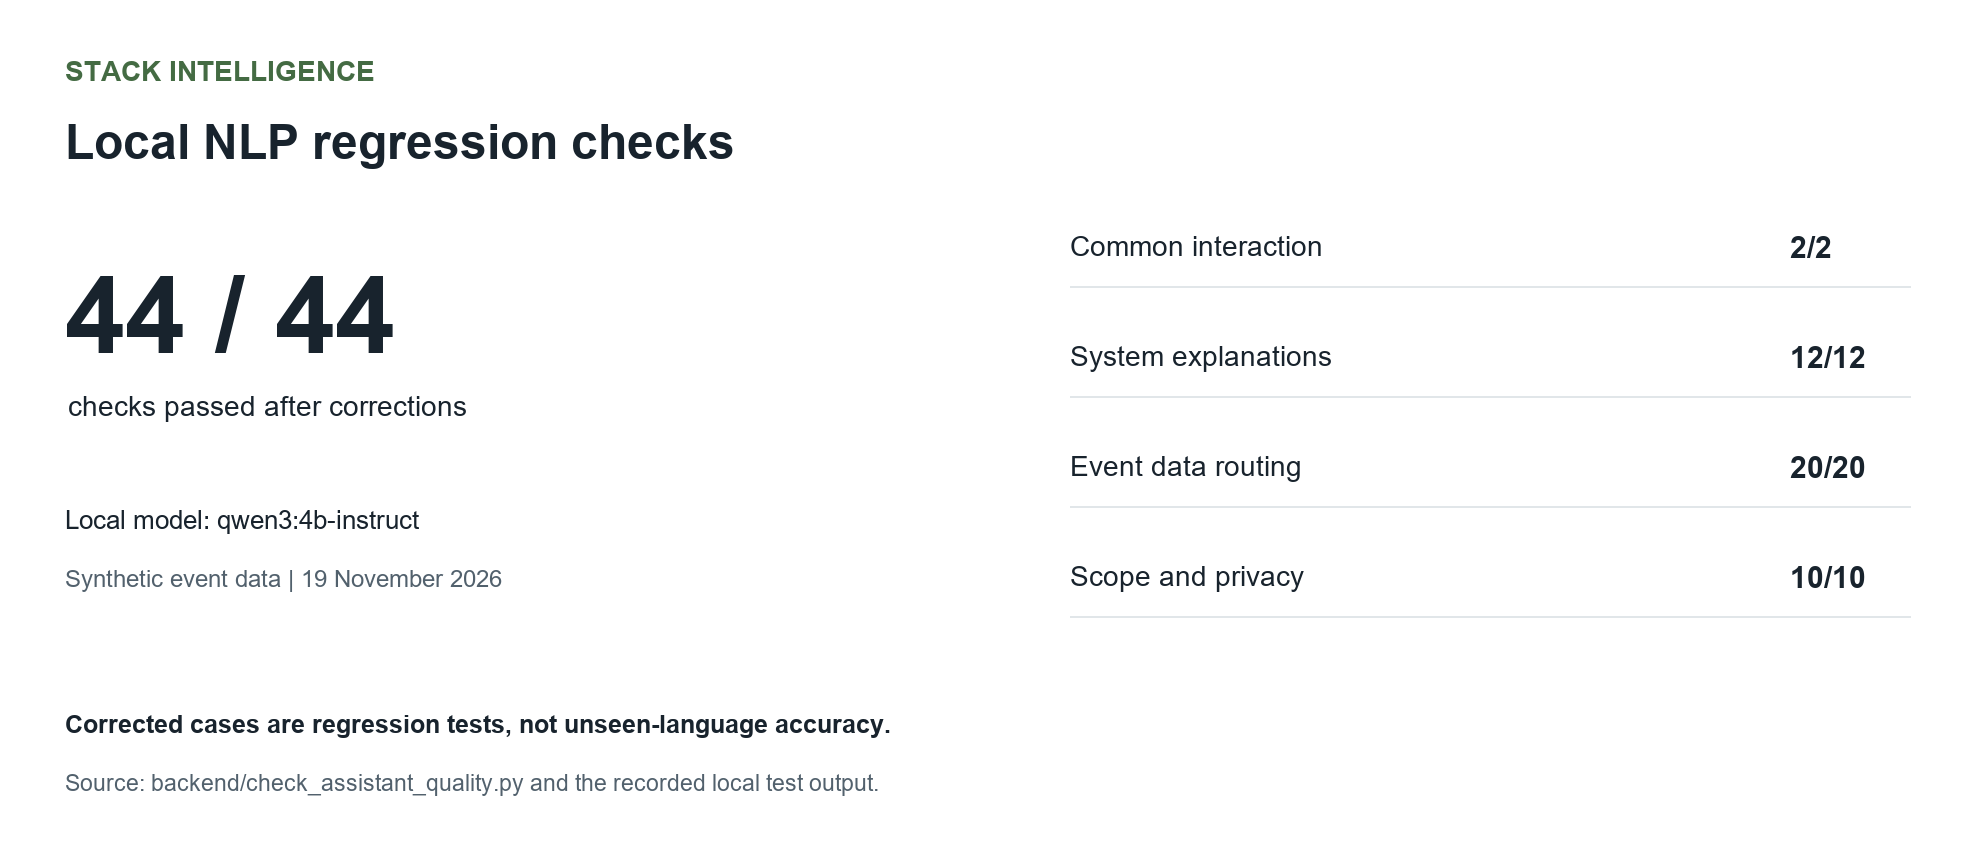 STACK INTELLIGENCE
Local NLP regression checks
44 / 44
checks passed after corrections
Local model: qwen3:4b-instruct
Synthetic event data | 19 November 2026
Common interaction 2/2
System explanations 12/12
Event data routing 20/20
Scope and privacy 10/10
Corrected cases are regression tests, not unseen-language accuracy.
Source: backend/check_assistant_quality.py and the recorded local test output.